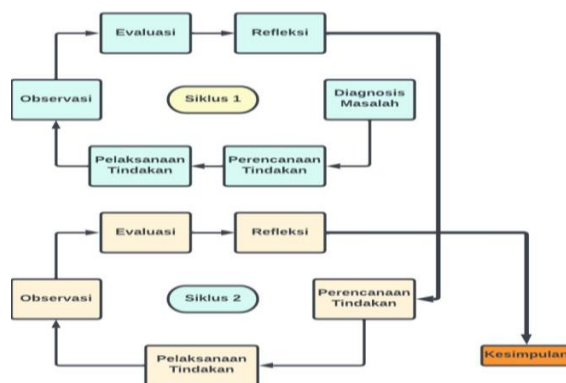 Evaluasi
Refleksi
Observasi
Siklus 1
Diagnosis
Masalah
Pelaksanaan
Tindakan
Perencanaan
Tindakan
Evaluasi
Refleksi
Observasi
Siklus 2
Perencanaan
Tindakan
Pelaksanaan
Tindakan
Kesimpulan